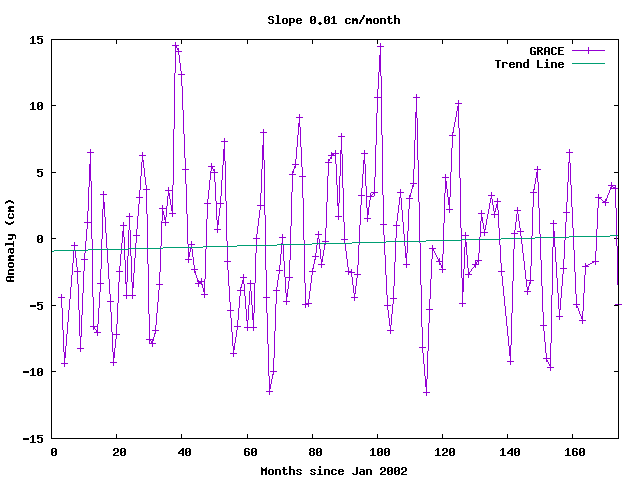 Slope 0.01 cm/month
GRACE
Trend Line
15
10
5
0
-5
-10
-15
Anomaly (cm)
0 20 40 60 80 100 120 140 160
Months since Jan 2002